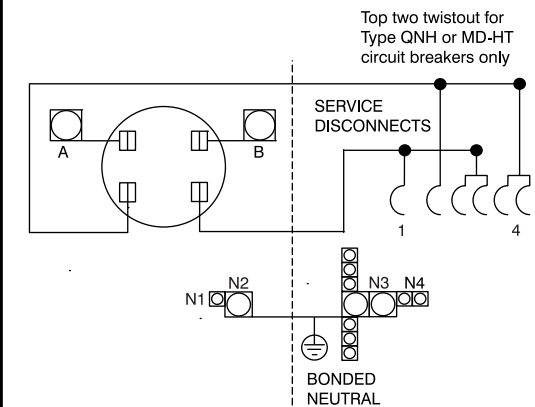 Top two twistout for
Type QNH or MD-HT
circuit breakers only
SERVICE
DISCONNECTS
A
B
1
4
N1
N2
N3
N4
BONDED
NEUTRAL